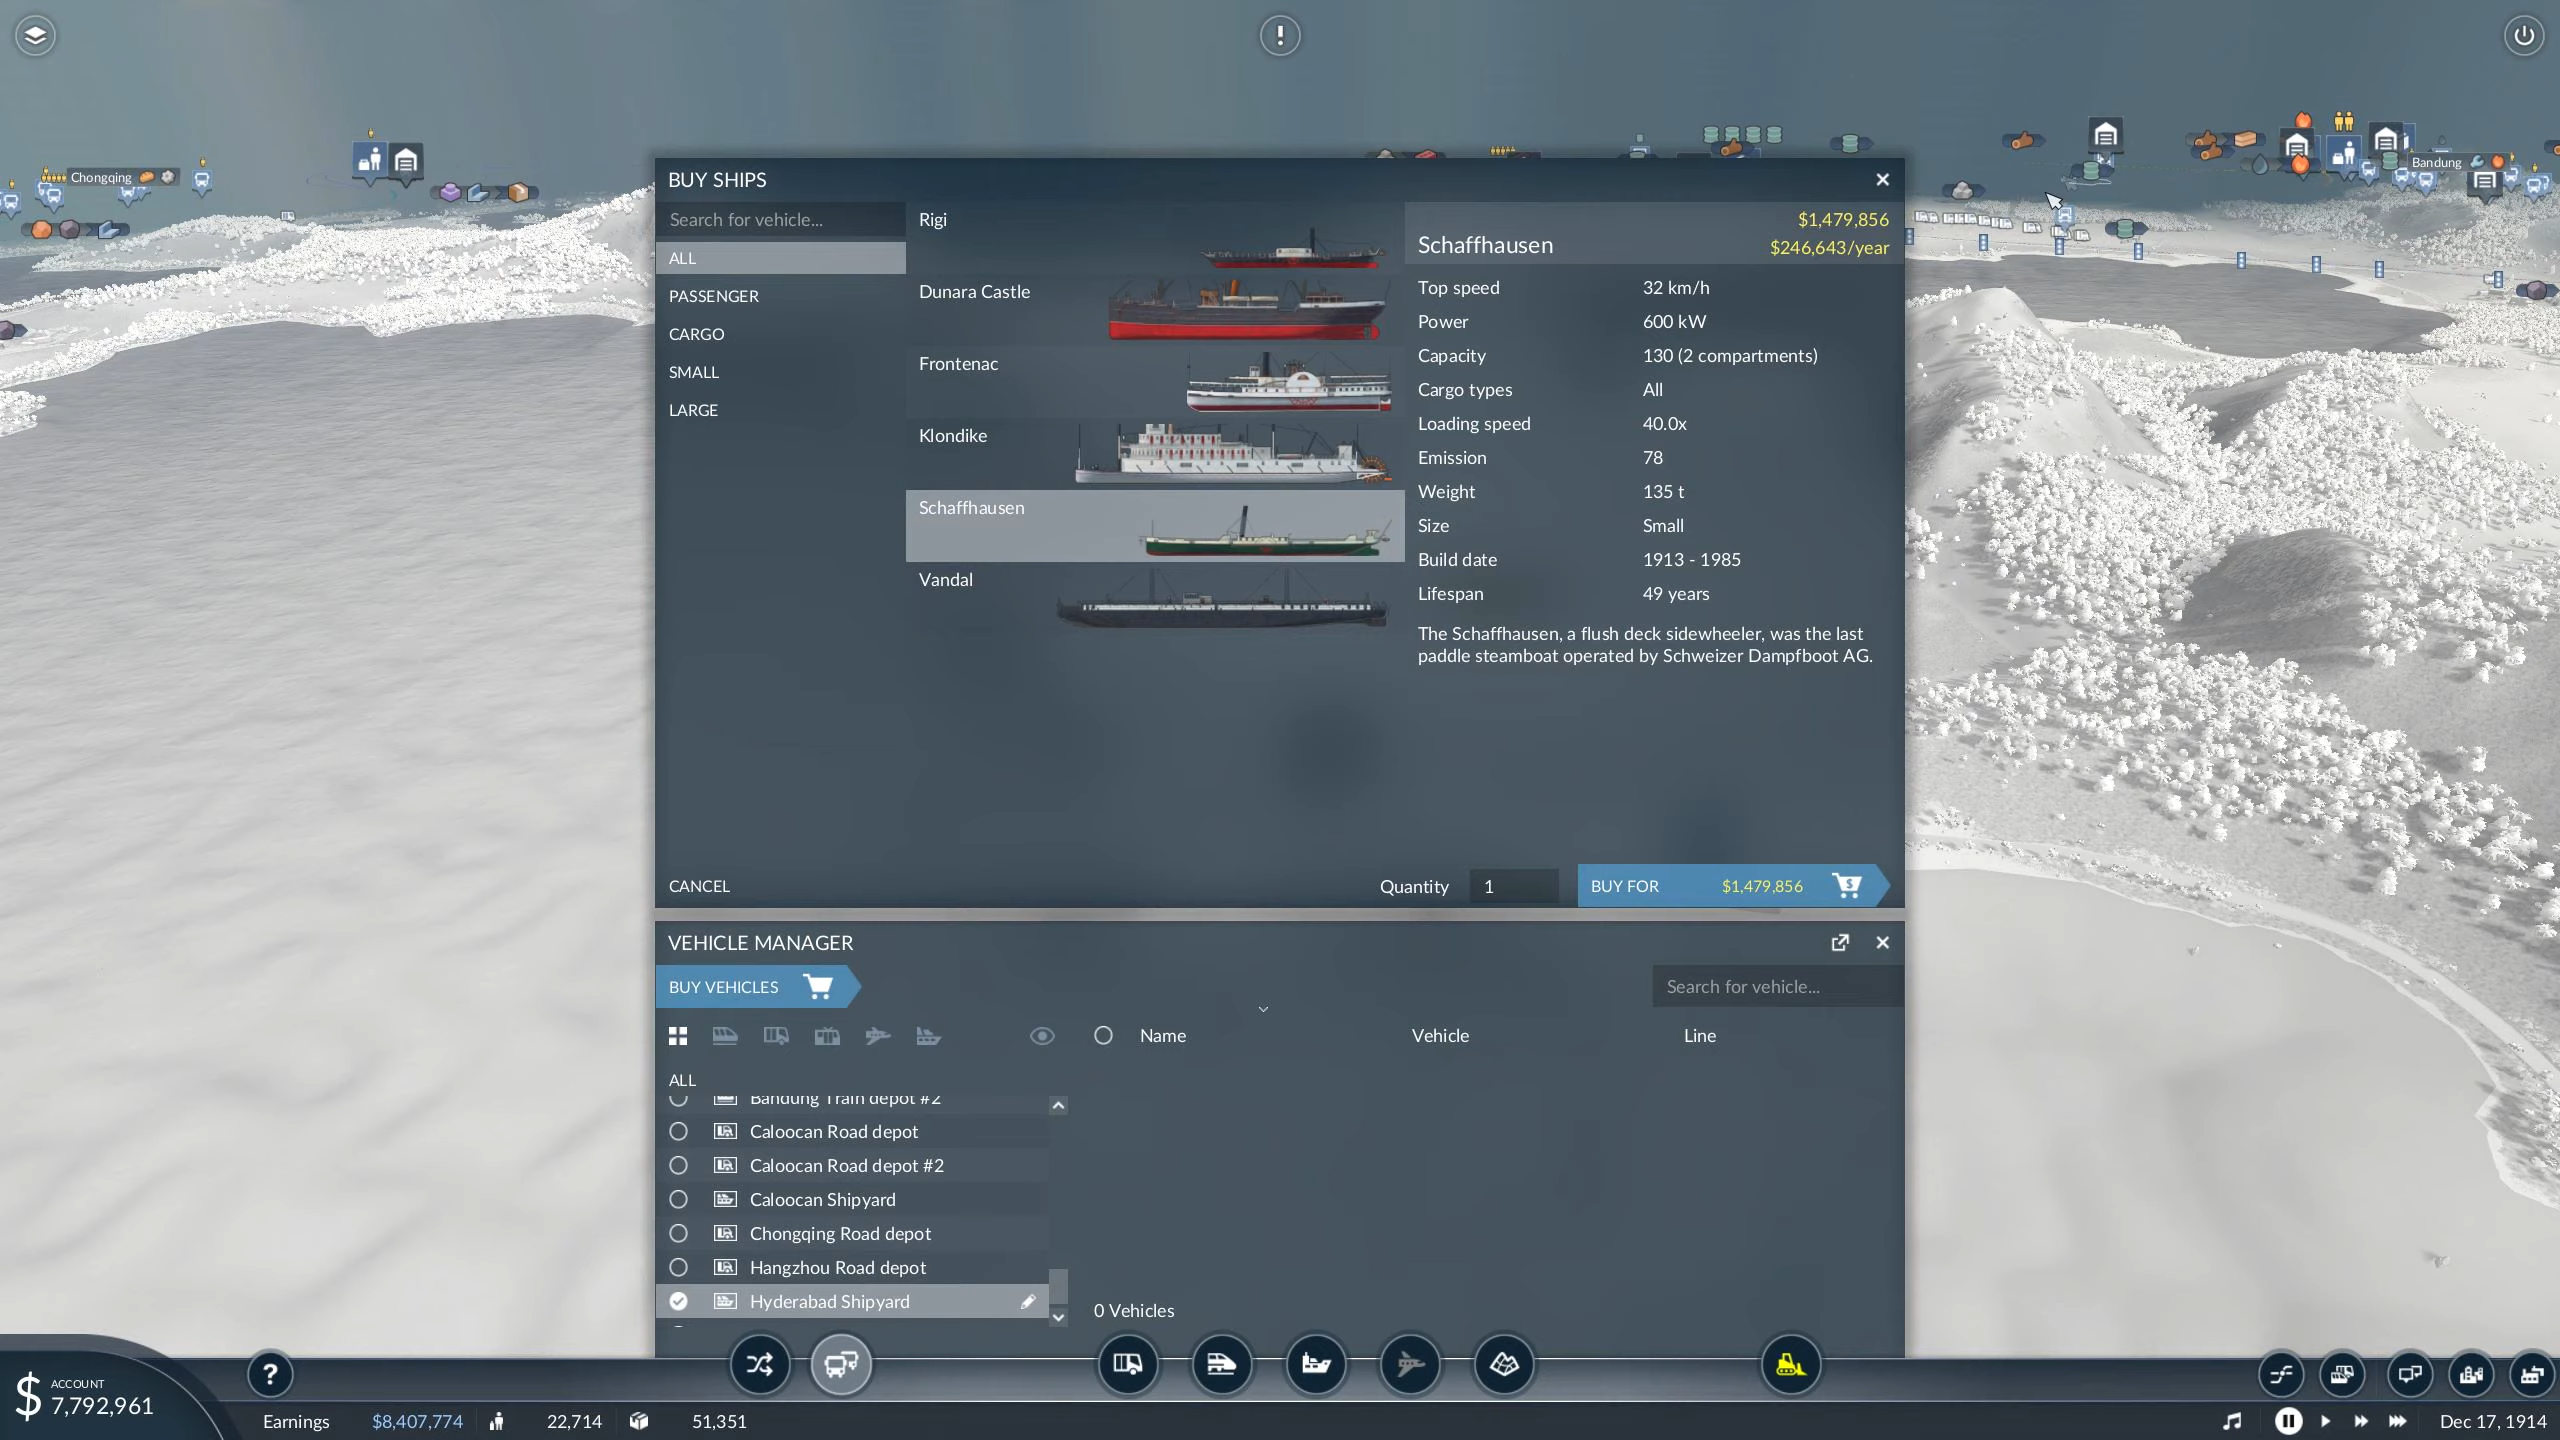 Chongqing
Bandung
BUY SHIPS
Search for vehicle...
ALL
PASSENGER
CARGO
SMALL
LARGE
Rigi
Dunara Castle
Frontenac
Klondike
Schaffhausen
Vandal
$1,479,856
Schaffhausen
$246,643/year
Top speed 32 km/h
Power 600 kW
Capacity 130 (2 compartments)
Cargo types All
Loading speed 40.0x
Emission 78
Weight 135 t
Size Small
Build date 1913 - 1985
Lifespan 49 years
The Schaffhausen, a flush deck sidewheeler, was the last
paddle steamboat operated by Schweizer Dampfboot AG.
CANCEL
Quantity 1
BUY FOR $1,479,856
VEHICLE MANAGER
BUY VEHICLES
Search for vehicle...
Name Vehicle Line
ALL
Bandung Train depot #2
Caloocan Road depot
Caloocan Road depot #2
Caloocan Shipyard
Chongqing Road depot
Hangzhou Road depot
Hyderabad Shipyard
0 Vehicles
?
$ ACCOUNT
7,792,961
Earnings $8,407,774 22,714 51,351
Dec 17, 1914